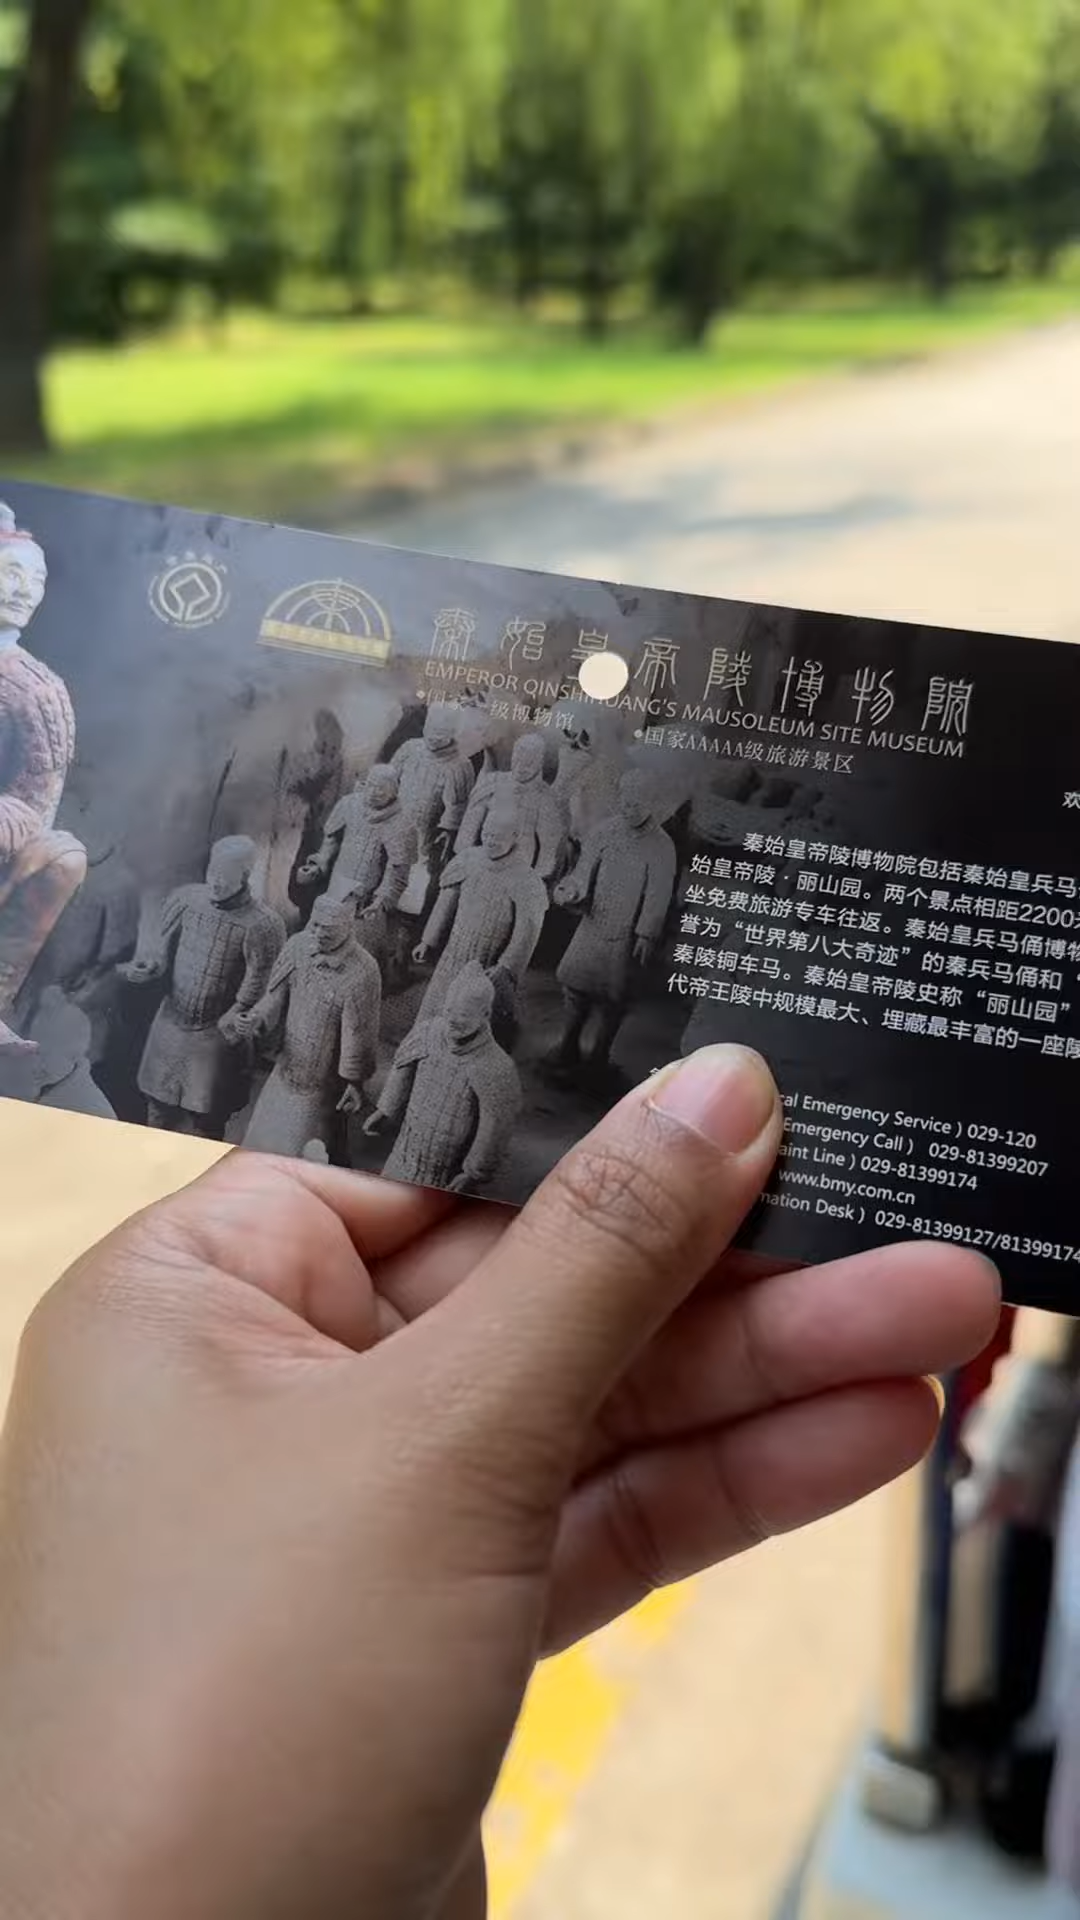 秦始皇帝陵博物院
EMPEROR QINSHIHUANG'S MAUSOLEUM SITE MUSEUM
•国家一级博物馆 •国家AAAAA级旅游景区
欢
秦始皇帝陵博物院包括秦始皇兵马
始皇帝陵·丽山园。两个景点相距2200
坐免费旅游专车往返。秦始皇兵马俑博物
誉为“世界第八大奇迹”的秦兵马俑和“
秦陵铜车马。秦始皇帝陵史称“丽山园”
代帝王陵中规模最大、埋藏最丰富的一座陵
cal Emergency Service ) 029-120
Emergency Call ) 029-81399207
aint Line ) 029-81399174
www.bmy.com.cn
mation Desk ) 029-81399127/81399174